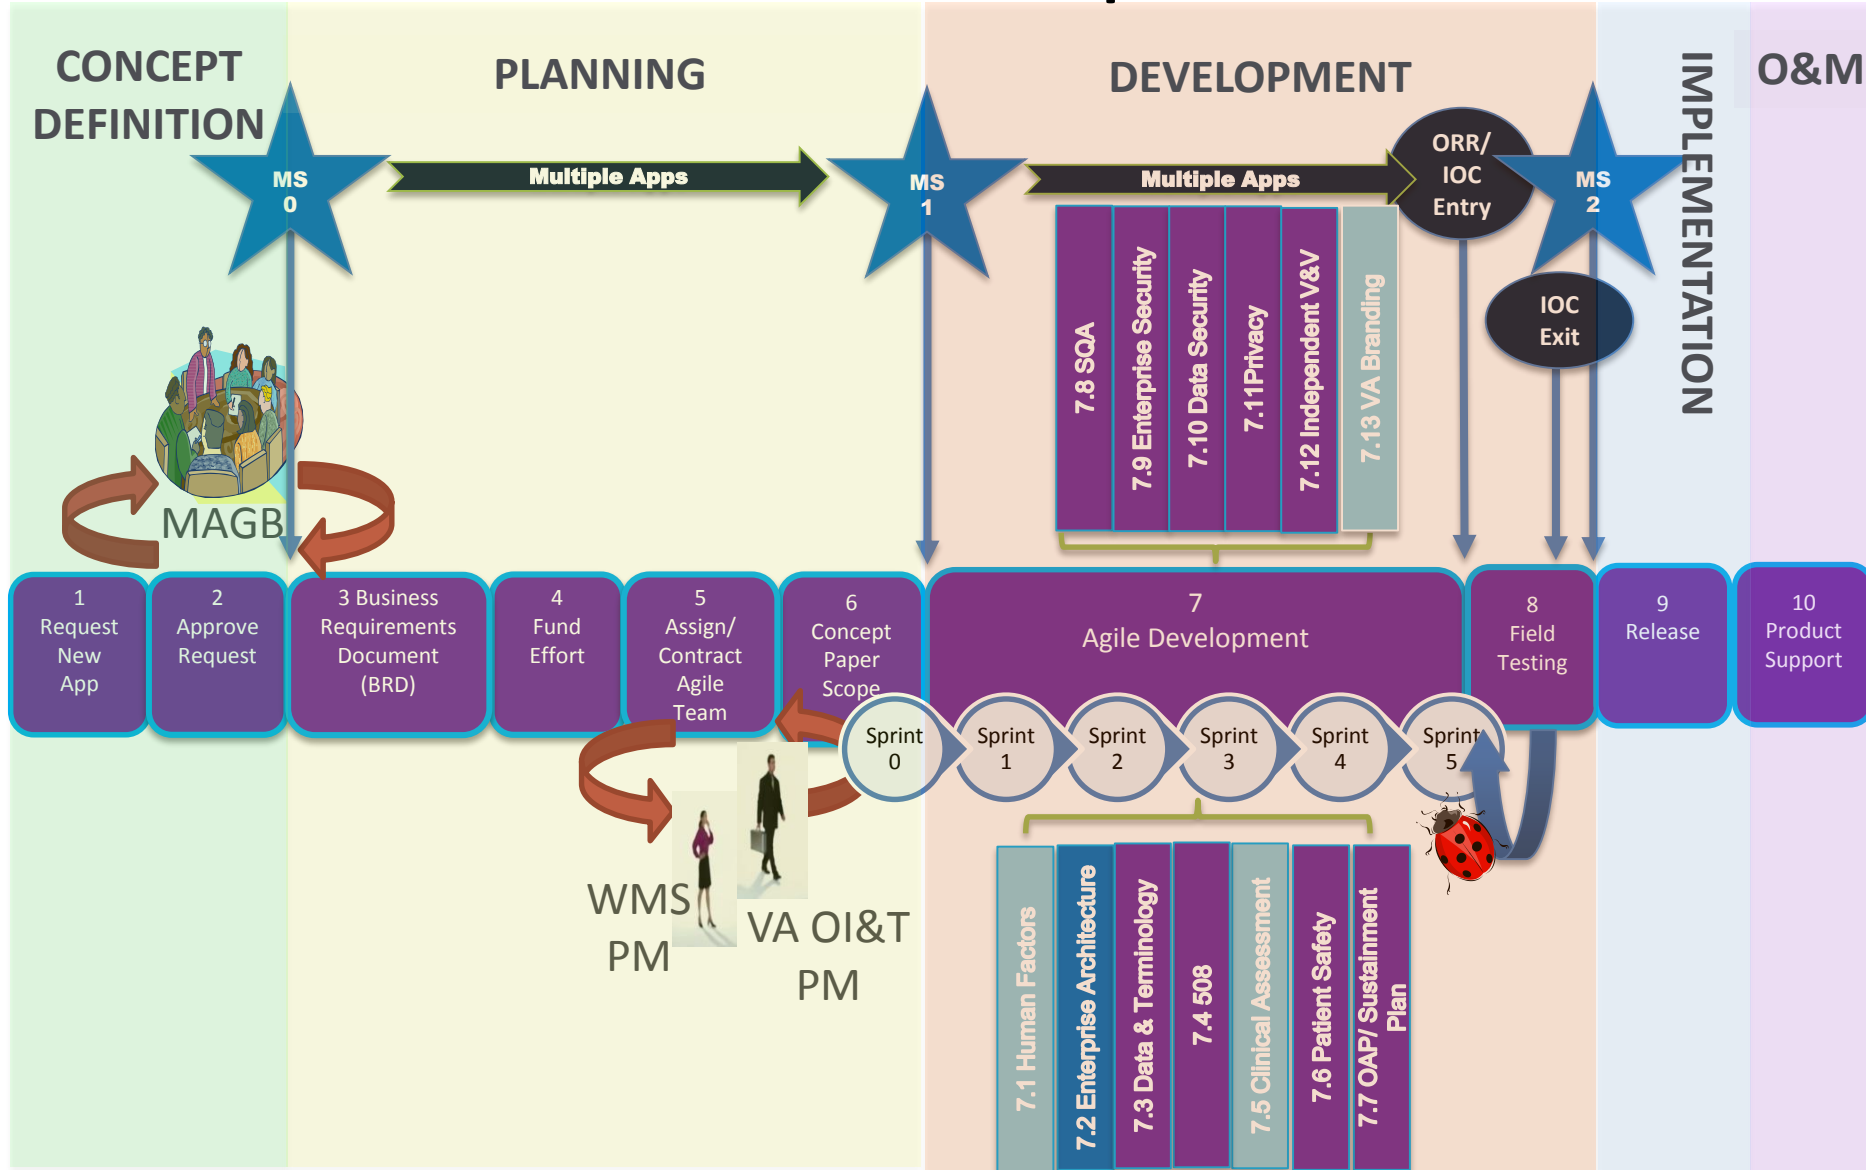 CONCEPT
DEFINITION
PLANNING
DEVELOPMENT
IMPLEMENTATION
O&M
MS
0
Multiple Apps
MS
1
Multiple Apps
ORR/
IOC
Entry
MS
2
IOC
Exit
7.8 SQA
7.9 Enterprise Security
7.10 Data Security
7.11Privacy
7.12 Independent V&V
7.13 VA Branding
MAGB
1
Request
New
App
2
Approve
Request
3 Business
Requirements
Document
(BRD)
4
Fund
Effort
5
Assign/
Contract
Agile
Team
6
Concept
Paper
Scope
7
Agile Development
8
Field
Testing
9
Release
10
Product
Support
Sprint
0
Sprint
1
Sprint
2
Sprint
3
Sprint
4
Sprint
5
WMS
PM
VA OI&T
PM
7.1 Human Factors
7.2 Enterprise Architecture
7.3 Data & Terminology
7.4 508
7.5 Clinical Assessment
7.6 Patient Safety
7.7 OAP/ Sustainment
Plan